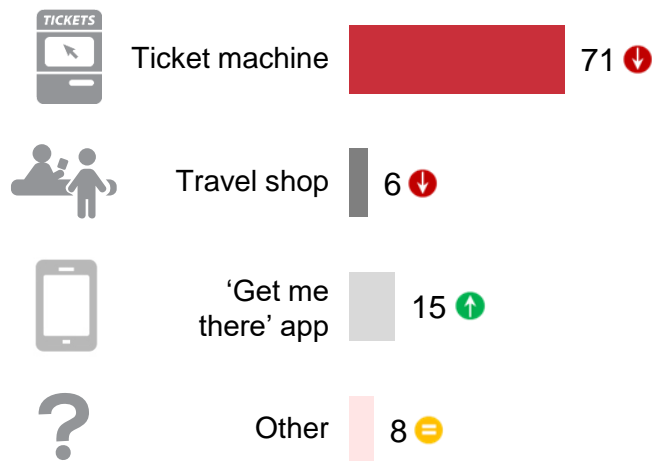 TICKETS
Ticket machine 71
Travel shop 6
‘Get me
there’ app 15
Other 8